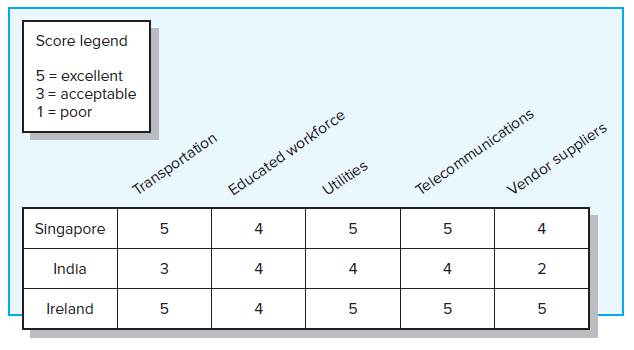 Score legend
5 = excellent
3 = acceptable
1 = poor
Transportation
Educated workforce
Utilities
Telecommunications
Vendor suppliers
Singapore 5 4 5 5 4
India 3 4 4 4 2
Ireland 5 4 5 5 5